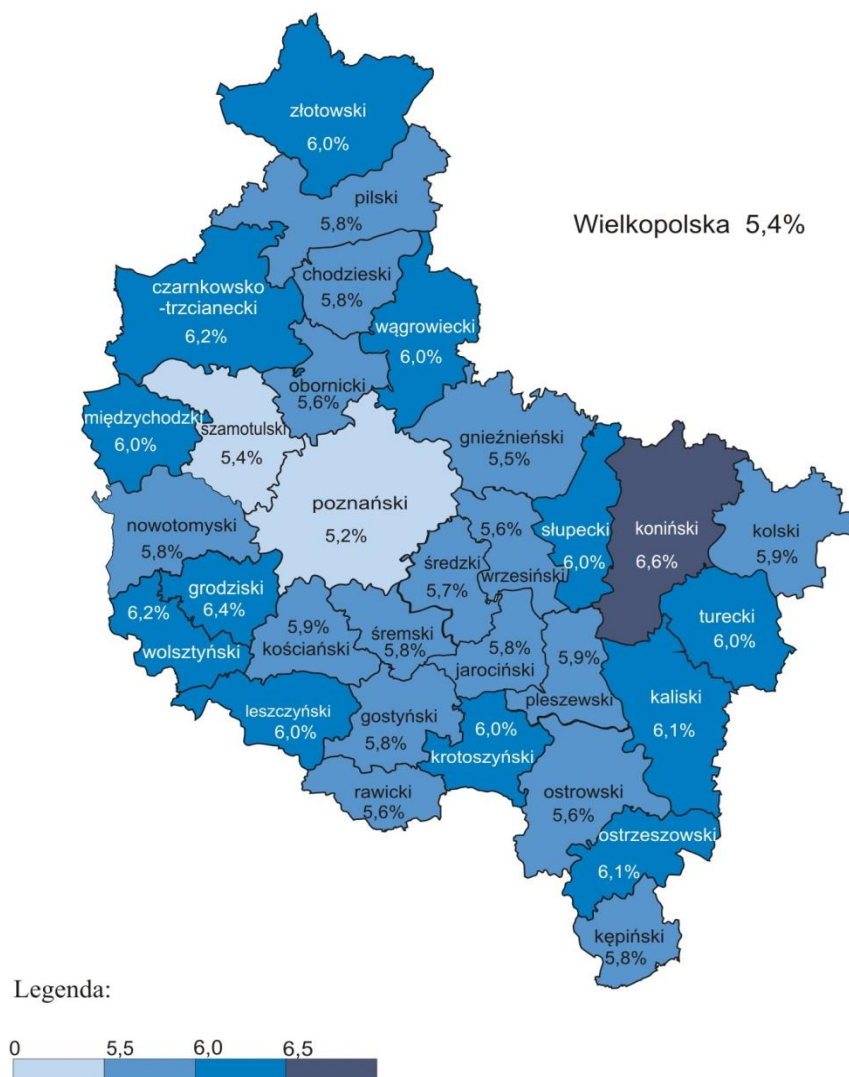 złotowski
6,0%
pilski
5,8%
Wielkopolska 5,4%
chodzieski
5,8%
czarnkowsko
-trzcianecki
6,2%
wągrowiecki
6,0%
obornicki
5,6%
międzychodzki
6,0%
szamotulski
5,4%
gnieźnieński
5,5%
poznański
5,2%
nowotomyski
5,8%
5,6%
wrzesiński
słupecki
6,0%
koniński
6,6%
kolski
5,9%
średzki
5,7%
grodziski
6,4%
6,2%
wolsztyński
5,9%
kościański
śremski
5,8%
5,8%
jarociński
5,9%
pleszewski
turecki
6,0%
kaliski
6,1%
leszczyński
6,0%
gostyński
5,8%
6,0%
krotoszyński
rawicki
5,6%
ostrowski
5,6%
ostrzeszowski
6,1%
kępiński
5,8%
Legenda:
0 5,5 6,0 6,5